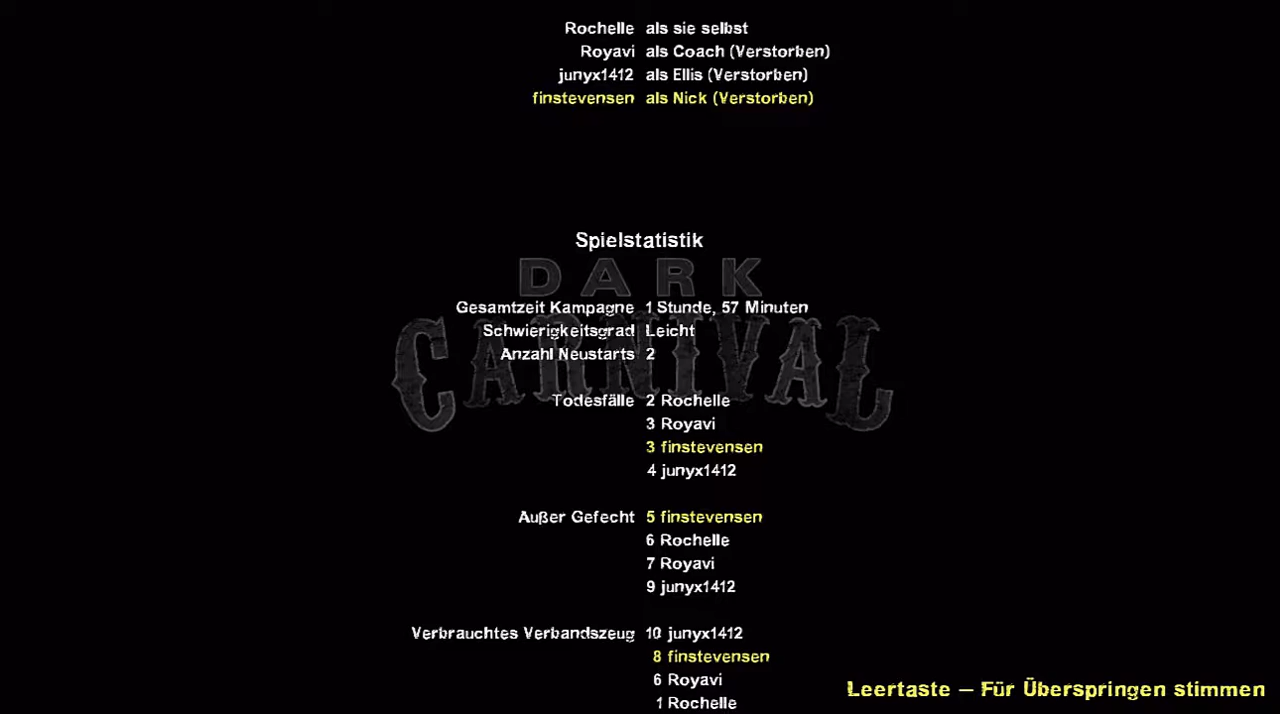 Rochelle als sie selbst
Royavi als Coach (Verstorben)
junyx1412 als Ellis (Verstorben)
finstevensen als Nick (Verstorben)
Spielstatistik
DARK
Gesamtzeit Kampagne 1 Stunde, 57 Minuten
Schwierigkeitsgrad Leicht
Anzahl Neustarts 2
CARNIVAL
Todesfälle 2 Rochelle
3 Royavi
3 finstevensen
4 junyx1412
Außer Gefecht 5 finstevensen
6 Rochelle
7 Royavi
9 junyx1412
Verbrauchtes Verbandszeug 10 junyx1412
8 finstevensen
6 Royavi
1 Rochelle
Leertaste – Für Überspringen stimmen